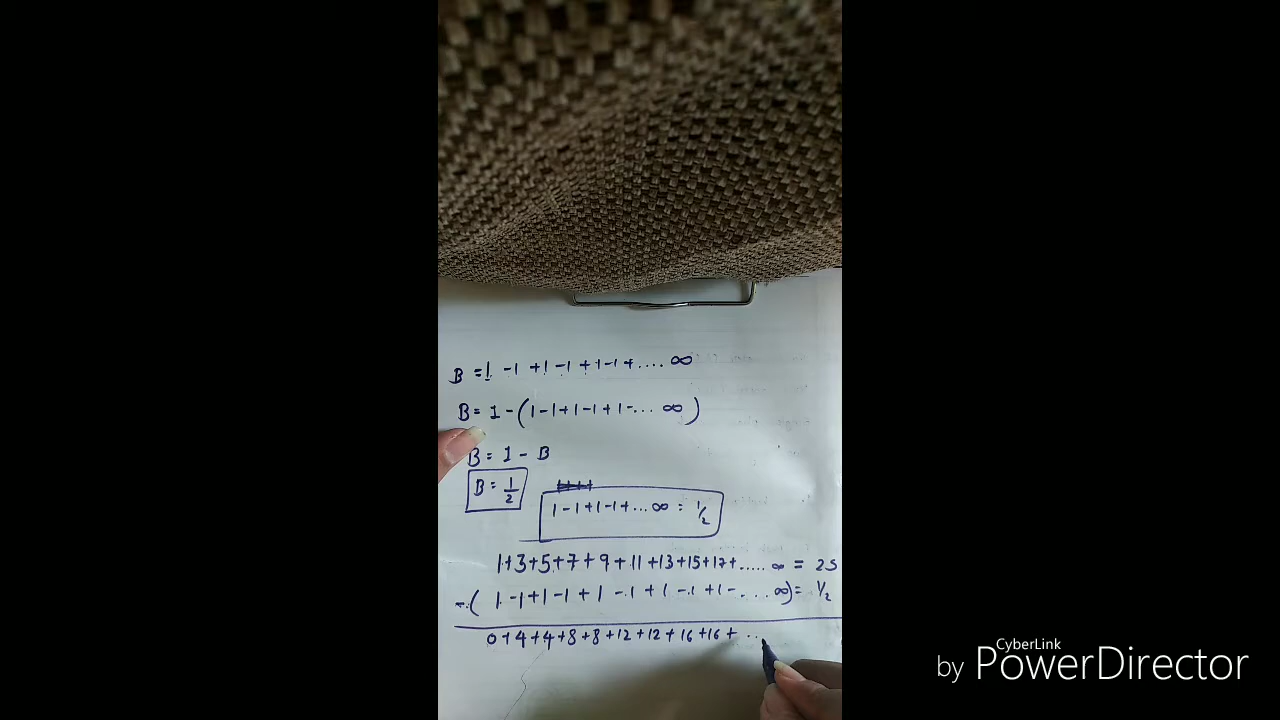 B = 1 - 1 + 1 - 1 + 1 - 1 + .... ∞
B = 1 - (1 - 1 + 1 - 1 + 1 - ... ∞)
B = 1 - B
B = 1/2
1 - 1 + 1 - 1 + ... ∞ = 1/2
1+3+5+7+9+11+13+15+17+..... ∞ = 2S
-( 1 - 1 + 1 - 1 + 1 - 1 + 1 - 1 + 1 - ... ∞) = 1/2
0+4+4+8+8+12+12+16+16+ ...
CyberLink
by PowerDirector